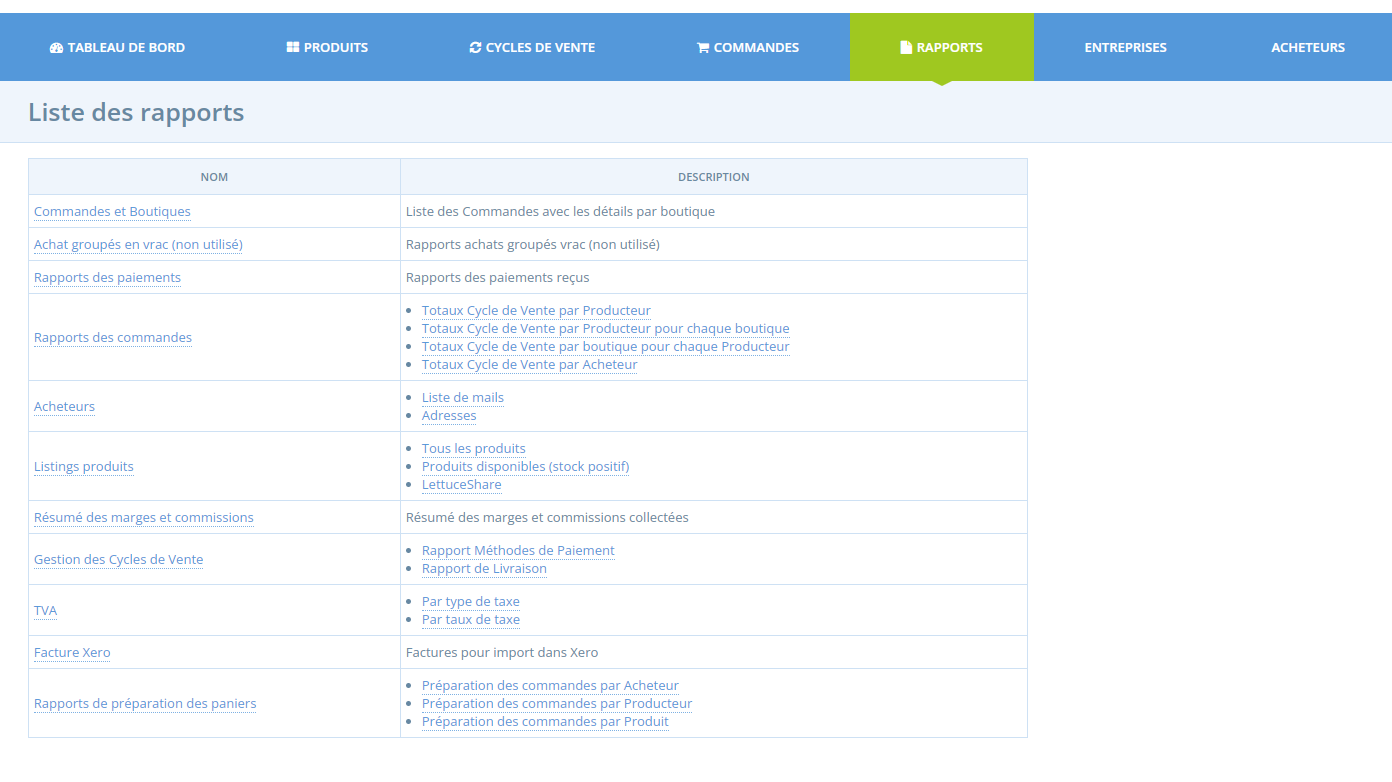 TABLEAU DE BORD PRODUITS CYCLES DE VENTE COMMANDES RAPPORTS ENTREPRISES ACHETEURS
Liste des rapports
NOM DESCRIPTION
Commandes et Boutiques Liste des Commandes avec les détails par boutique
Achat groupés en vrac (non utilisé) Rapports achats groupés vrac (non utilisé)
Rapports des paiements Rapports des paiements reçus
Rapports des commandes
Totaux Cycle de Vente par Producteur
Totaux Cycle de Vente par Producteur pour chaque boutique
Totaux Cycle de Vente par boutique pour chaque Producteur
Totaux Cycle de Vente par Acheteur
Acheteurs
Liste de mails
Adresses
Listings produits
Tous les produits
Produits disponibles (stock positif)
LettuceShare
Résumé des marges et commissions Résumé des marges et commissions collectées
Gestion des Cycles de Vente
Rapport Méthodes de Paiement
Rapport de Livraison
TVA
Par type de taxe
Par taux de taxe
Facture Xero Factures pour import dans Xero
Rapports de préparation des paniers
Préparation des commandes par Acheteur
Préparation des commandes par Producteur
Préparation des commandes par Produit